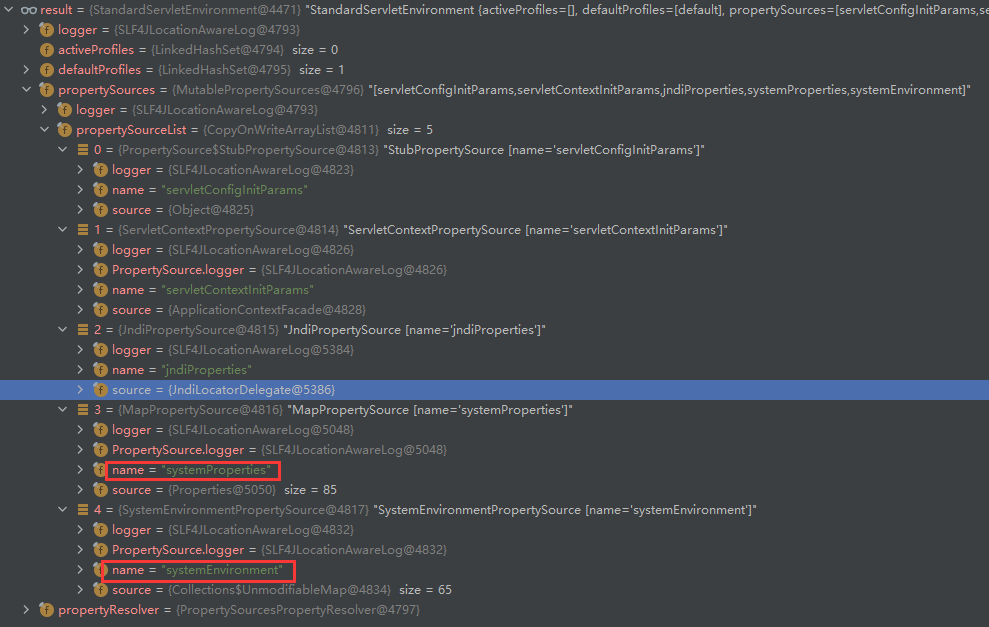 result = {StandardServletEnvironment@4471} "StandardServletEnvironment {activeProfiles=[], defaultProfiles=[default], propertySources=[servletConfigInitParams,se
logger = {SLF4JLocationAwareLog@4793}
activeProfiles = {LinkedHashSet@4794} size = 0
defaultProfiles = {LinkedHashSet@4795} size = 1
propertySources = {MutablePropertySources@4796} "[servletConfigInitParams,servletContextInitParams,jndiProperties,systemProperties,systemEnvironment]"
logger = {SLF4JLocationAwareLog@4793}
propertySourceList = {CopyOnWriteArrayList@4811} size = 5
0 = {PropertySource$StubPropertySource@4813} "StubPropertySource [name='servletConfigInitParams']"
logger = {SLF4JLocationAwareLog@4823}
name = "servletConfigInitParams"
source = {Object@4825}
1 = {ServletContextPropertySource@4814} "ServletContextPropertySource [name='servletContextInitParams']"
logger = {SLF4JLocationAwareLog@4826}
PropertySource.logger = {SLF4JLocationAwareLog@4826}
name = "servletContextInitParams"
source = {ApplicationContextFacade@4828}
2 = {JndiPropertySource@4815} "JndiPropertySource [name='jndiProperties']"
logger = {SLF4JLocationAwareLog@5384}
name = "jndiProperties"
source = {JndiLocatorDelegate@5386}
3 = {MapPropertySource@4816} "MapPropertySource [name='systemProperties']"
logger = {SLF4JLocationAwareLog@5048}
PropertySource.logger = {SLF4JLocationAwareLog@5048}
name = "systemProperties"
source = {Properties@5050} size = 85
4 = {SystemEnvironmentPropertySource@4817} "SystemEnvironmentPropertySource [name='systemEnvironment']"
logger = {SLF4JLocationAwareLog@4832}
PropertySource.logger = {SLF4JLocationAwareLog@4832}
name = "systemEnvironment"
source = {Collections$UnmodifiableMap@4834} size = 65
propertyResolver = {PropertySourcesPropertyResolver@4797}